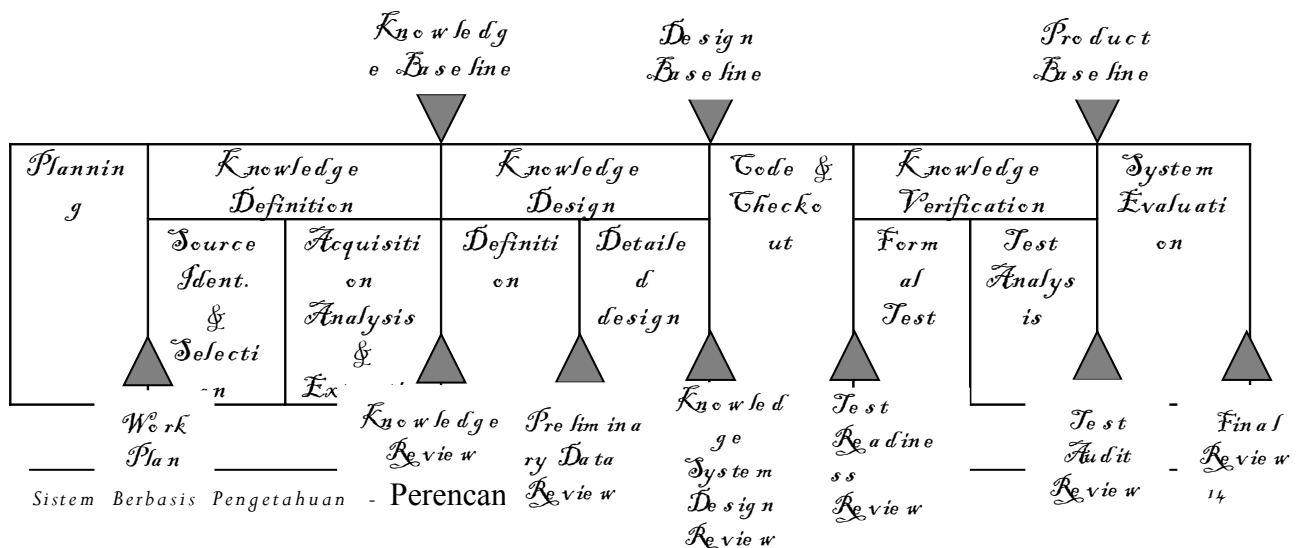 Knowledg
e Baseline
Design
Baseline
Product
Baseline
Plannin
g
Knowledge
Definition
Knowledge
Design
Code &
Checko
ut
Knowledge
Verification
System
Evaluati
on
Source
Ident.
&
Selecti
on
Acquisiti
on
Analysis
&
Definiti
on
Detaile
d
design
Form
al
Test
Test
Analys
is
Work
Plan
Knowledge
Review
Prelimina
ry Data
Review
Knowled
ge
System
Design
Review
Test
Readine
ss
Review
Test
Audit
Review
Final
Review
Sistem Berbasis Pengetahuan - Perencan
14